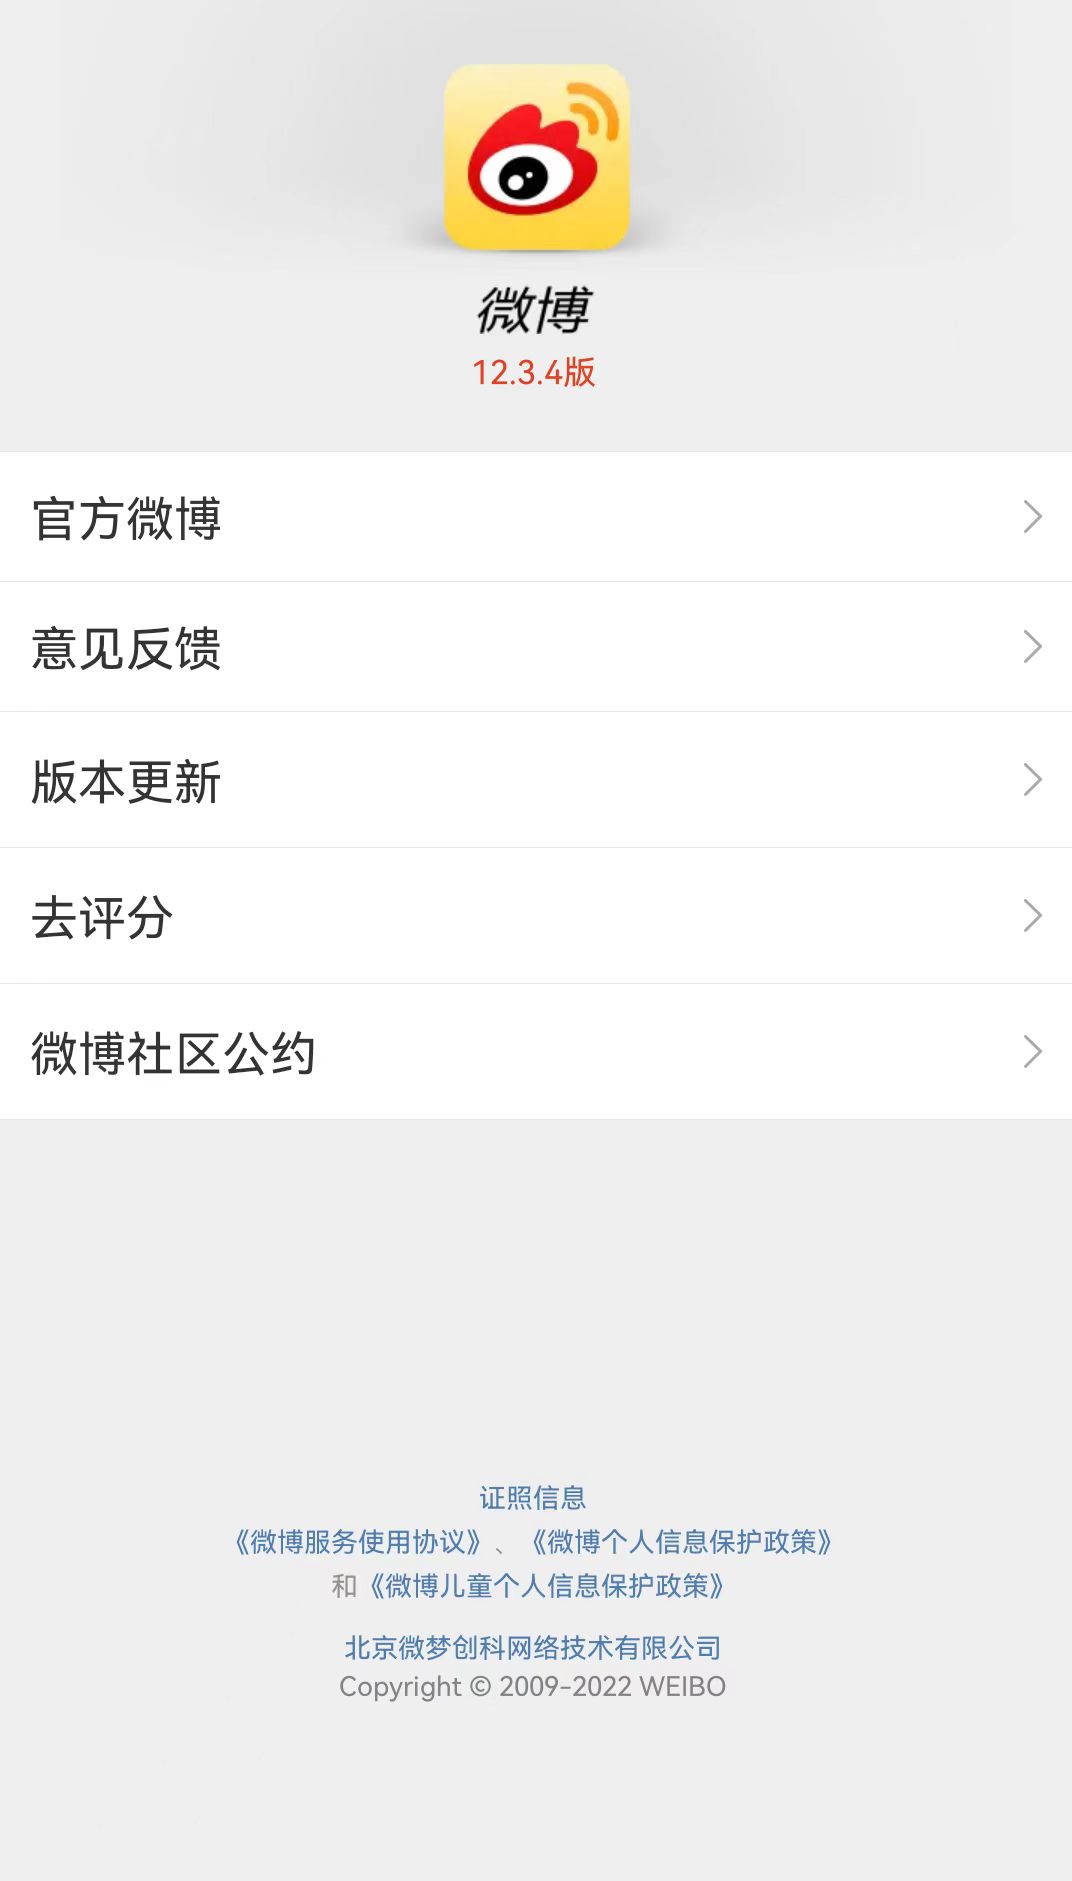 微博
12.3.4版
官方微博
意见反馈
版本更新
去评分
微博社区公约
证照信息
《微博服务使用协议》、《微博个人信息保护政策》
和《微博儿童个人信息保护政策》
北京微梦创科网络技术有限公司
Copyright © 2009-2022 WEIBO